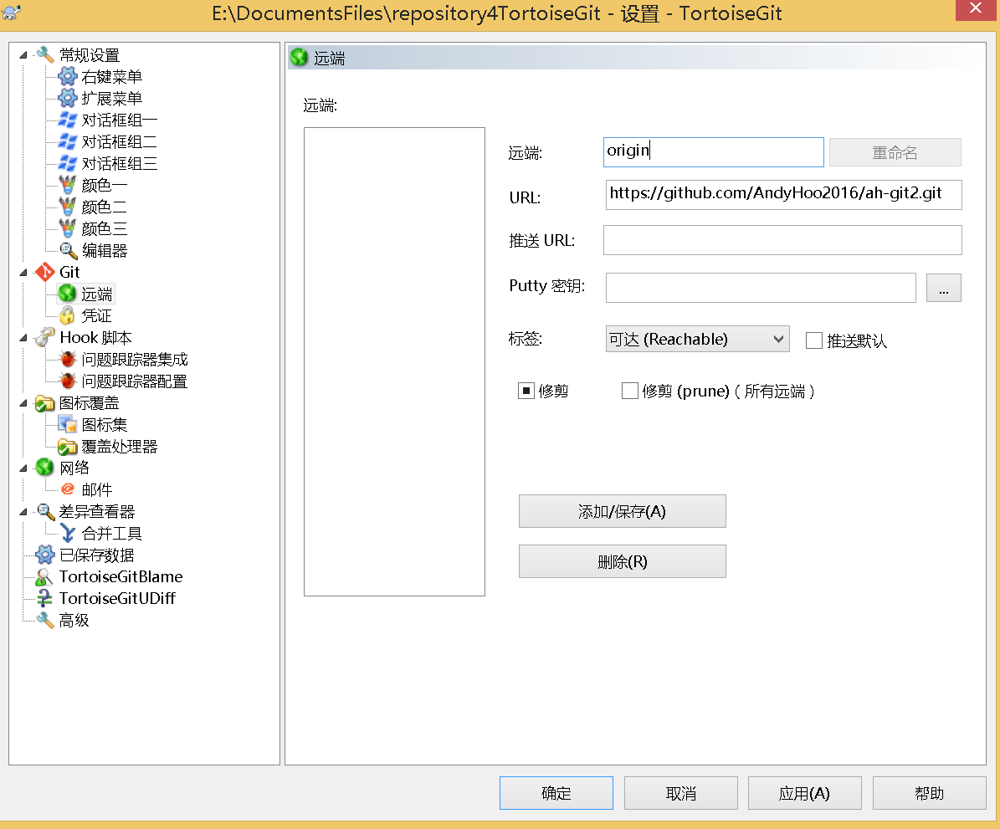 E:\DocumentsFiles\repository4TortoiseGit - 设置 - TortoiseGit
常规设置
右键菜单
扩展菜单
对话框组一
对话框组二
对话框组三
颜色一
颜色二
颜色三
编辑器
Git
远端
凭证
Hook 脚本
问题跟踪器集成
问题跟踪器配置
图标覆盖
图标集
覆盖处理器
网络
邮件
差异查看器
合并工具
已保存数据
TortoiseGitBlame
TortoiseGitUDiff
高级
远端
远端:
远端: origin 重命名
URL: https://github.com/AndyHoo2016/ah-git2.git
推送 URL:
Putty 密钥: ...
标签: 可达 (Reachable) 推送默认
修剪 修剪 (prune) ( 所有远端 )
添加/保存(A)
删除(R)
确定 取消 应用(A) 帮助